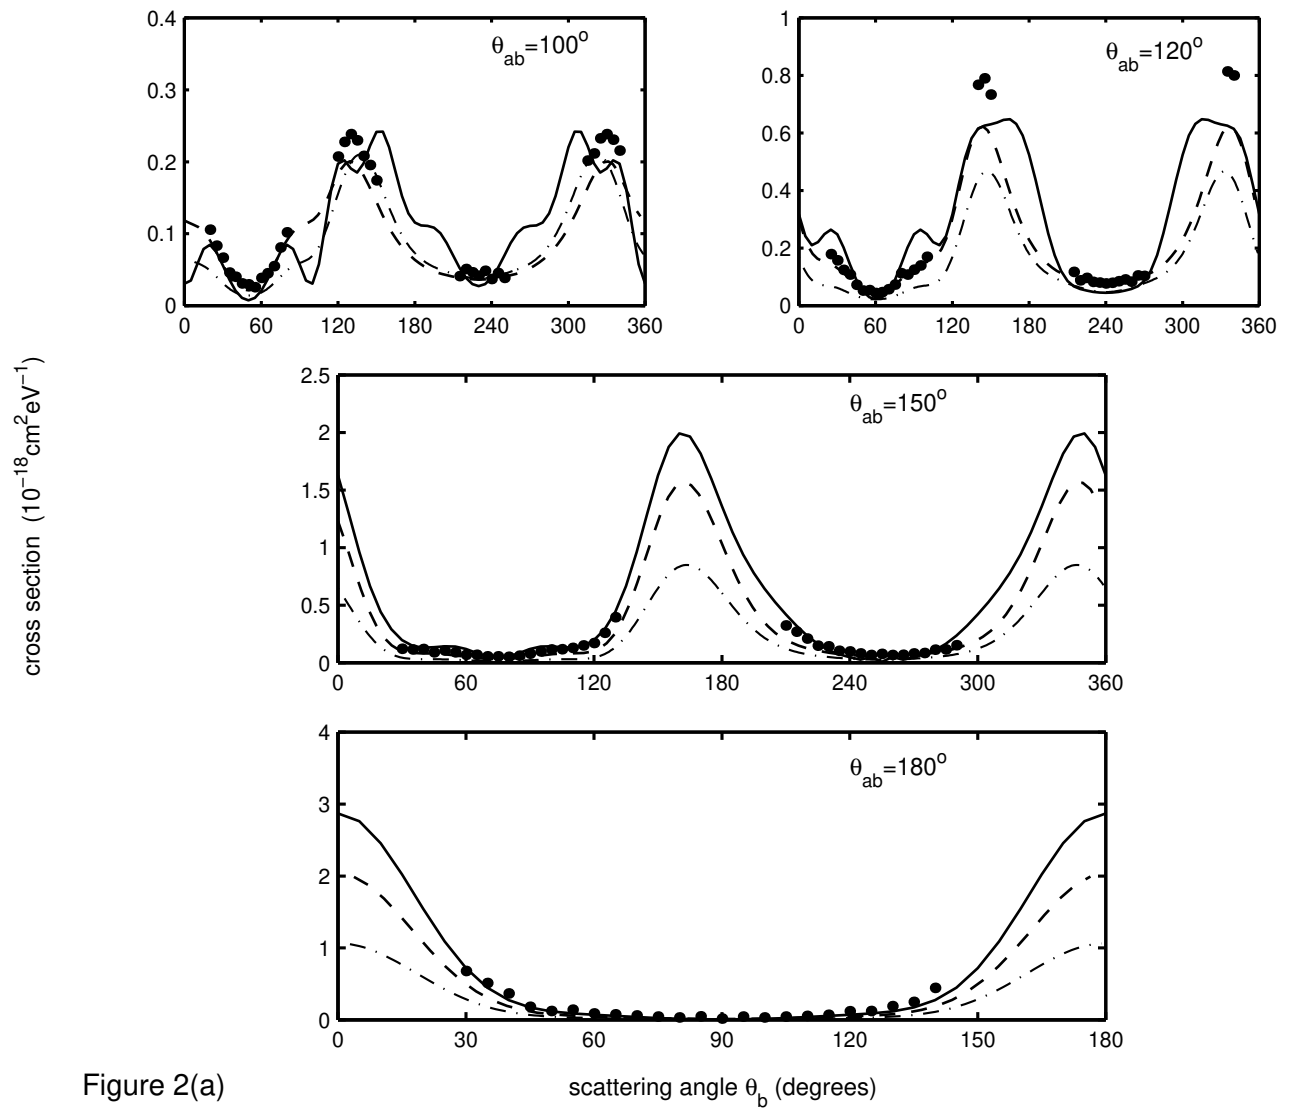 θab=100o
0.4
0.3
0.2
0.1
0
0 60 120 180 240 300 360
θab=120o
1
0.8
0.6
0.4
0.2
0
0 60 120 180 240 300 360
cross section (10−18cm2eV−1)
θab=150o
2.5
2
1.5
1
0.5
0
0 60 120 180 240 300 360
θab=180o
4
3
2
1
0
0 30 60 90 120 150 180
Figure 2(a)
scattering angle θb (degrees)